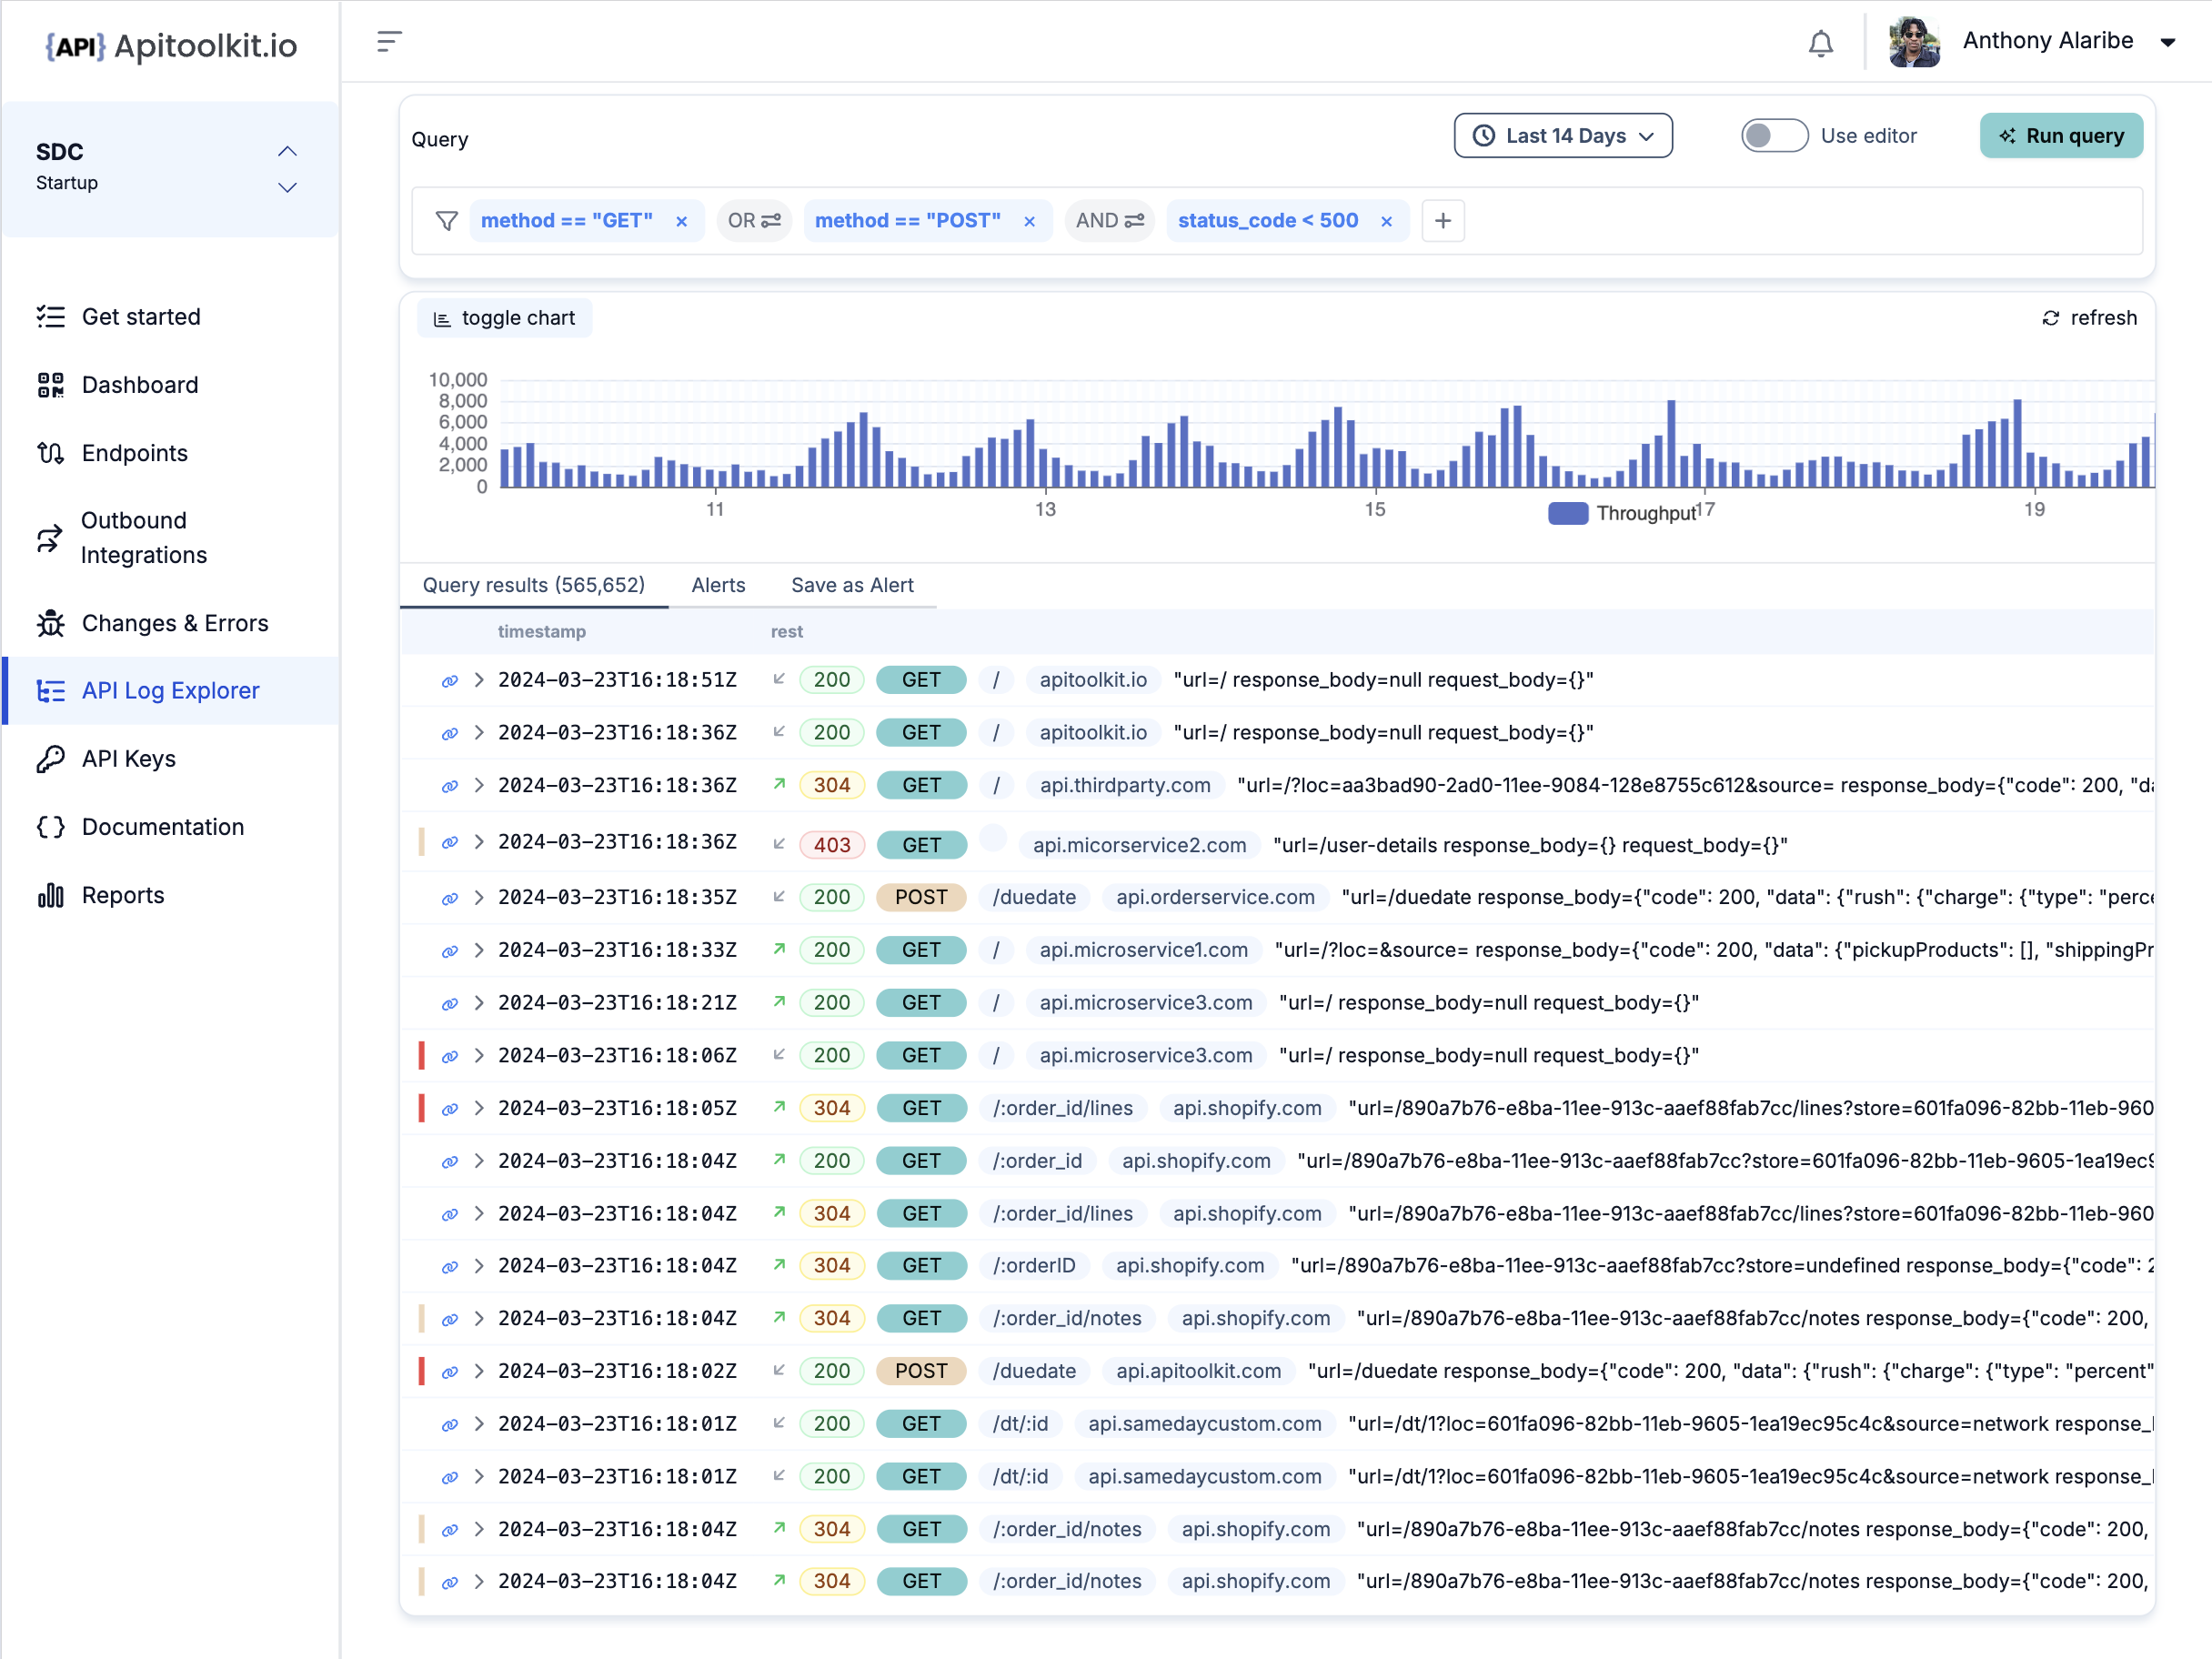 {API} Apitoolkit.io
Anthony Alaribe
SDC
Startup
Get started
Dashboard
Endpoints
Outbound
Integrations
Changes & Errors
API Log Explorer
API Keys
Documentation
Reports
Query
Last 14 Days
Use editor
Run query
method == "GET" × OR method == "POST" × AND status_code < 500 × +
toggle chart
refresh
10,000
8,000
6,000
4,000
2,000
0
11 13 15 17 19
Throughput
Query results (565,652) Alerts Save as Alert
timestamp rest
2024-03-23T16:18:51Z 200 GET / apitoolkit.io "url=/ response_body=null request_body={}"
2024-03-23T16:18:36Z 200 GET / apitoolkit.io "url=/ response_body=null request_body={}"
2024-03-23T16:18:36Z 304 GET / api.thirdparty.com "url=/?loc=aa3bad90-2ad0-11ee-9084-128e8755c612&source= response_body={"code": 200, "da
2024-03-23T16:18:36Z 403 GET api.micorservice2.com "url=/user-details response_body={} request_body={}"
2024-03-23T16:18:35Z 200 POST /duedate api.orderservice.com "url=/duedate response_body={"code": 200, "data": {"rush": {"charge": {"type": "perce
2024-03-23T16:18:33Z 200 GET / api.microservice1.com "url=/?loc=&source= response_body={"code": 200, "data": {"pickupProducts": [], "shippingPr
2024-03-23T16:18:21Z 200 GET / api.microservice3.com "url=/ response_body=null request_body={}"
2024-03-23T16:18:06Z 200 GET / api.microservice3.com "url=/ response_body=null request_body={}"
2024-03-23T16:18:05Z 304 GET /:order_id/lines api.shopify.com "url=/890a7b76-e8ba-11ee-913c-aaef88fab7cc/lines?store=601fa096-82bb-11eb-960
2024-03-23T16:18:04Z 200 GET /:order_id api.shopify.com "url=/890a7b76-e8ba-11ee-913c-aaef88fab7cc?store=601fa096-82bb-11eb-9605-1ea19ec9
2024-03-23T16:18:04Z 304 GET /:order_id/lines api.shopify.com "url=/890a7b76-e8ba-11ee-913c-aaef88fab7cc/lines?store=601fa096-82bb-11eb-960
2024-03-23T16:18:04Z 304 GET /:orderID api.shopify.com "url=/890a7b76-e8ba-11ee-913c-aaef88fab7cc?store=undefined response_body={"code": 2
2024-03-23T16:18:04Z 304 GET /:order_id/notes api.shopify.com "url=/890a7b76-e8ba-11ee-913c-aaef88fab7cc/notes response_body={"code": 200,
2024-03-23T16:18:02Z 200 POST /duedate api.apitoolkit.com "url=/duedate response_body={"code": 200, "data": {"rush": {"charge": {"type": "percent"
2024-03-23T16:18:01Z 200 GET /dt/:id api.samedaycustom.com "url=/dt/1?loc=601fa096-82bb-11eb-9605-1ea19ec95c4c&source=network response_
2024-03-23T16:18:01Z 200 GET /dt/:id api.samedaycustom.com "url=/dt/1?loc=601fa096-82bb-11eb-9605-1ea19ec95c4c&source=network response_
2024-03-23T16:18:04Z 304 GET /:order_id/notes api.shopify.com "url=/890a7b76-e8ba-11ee-913c-aaef88fab7cc/notes response_body={"code": 200,
2024-03-23T16:18:04Z 304 GET /:order_id/notes api.shopify.com "url=/890a7b76-e8ba-11ee-913c-aaef88fab7cc/notes response_body={"code": 200,